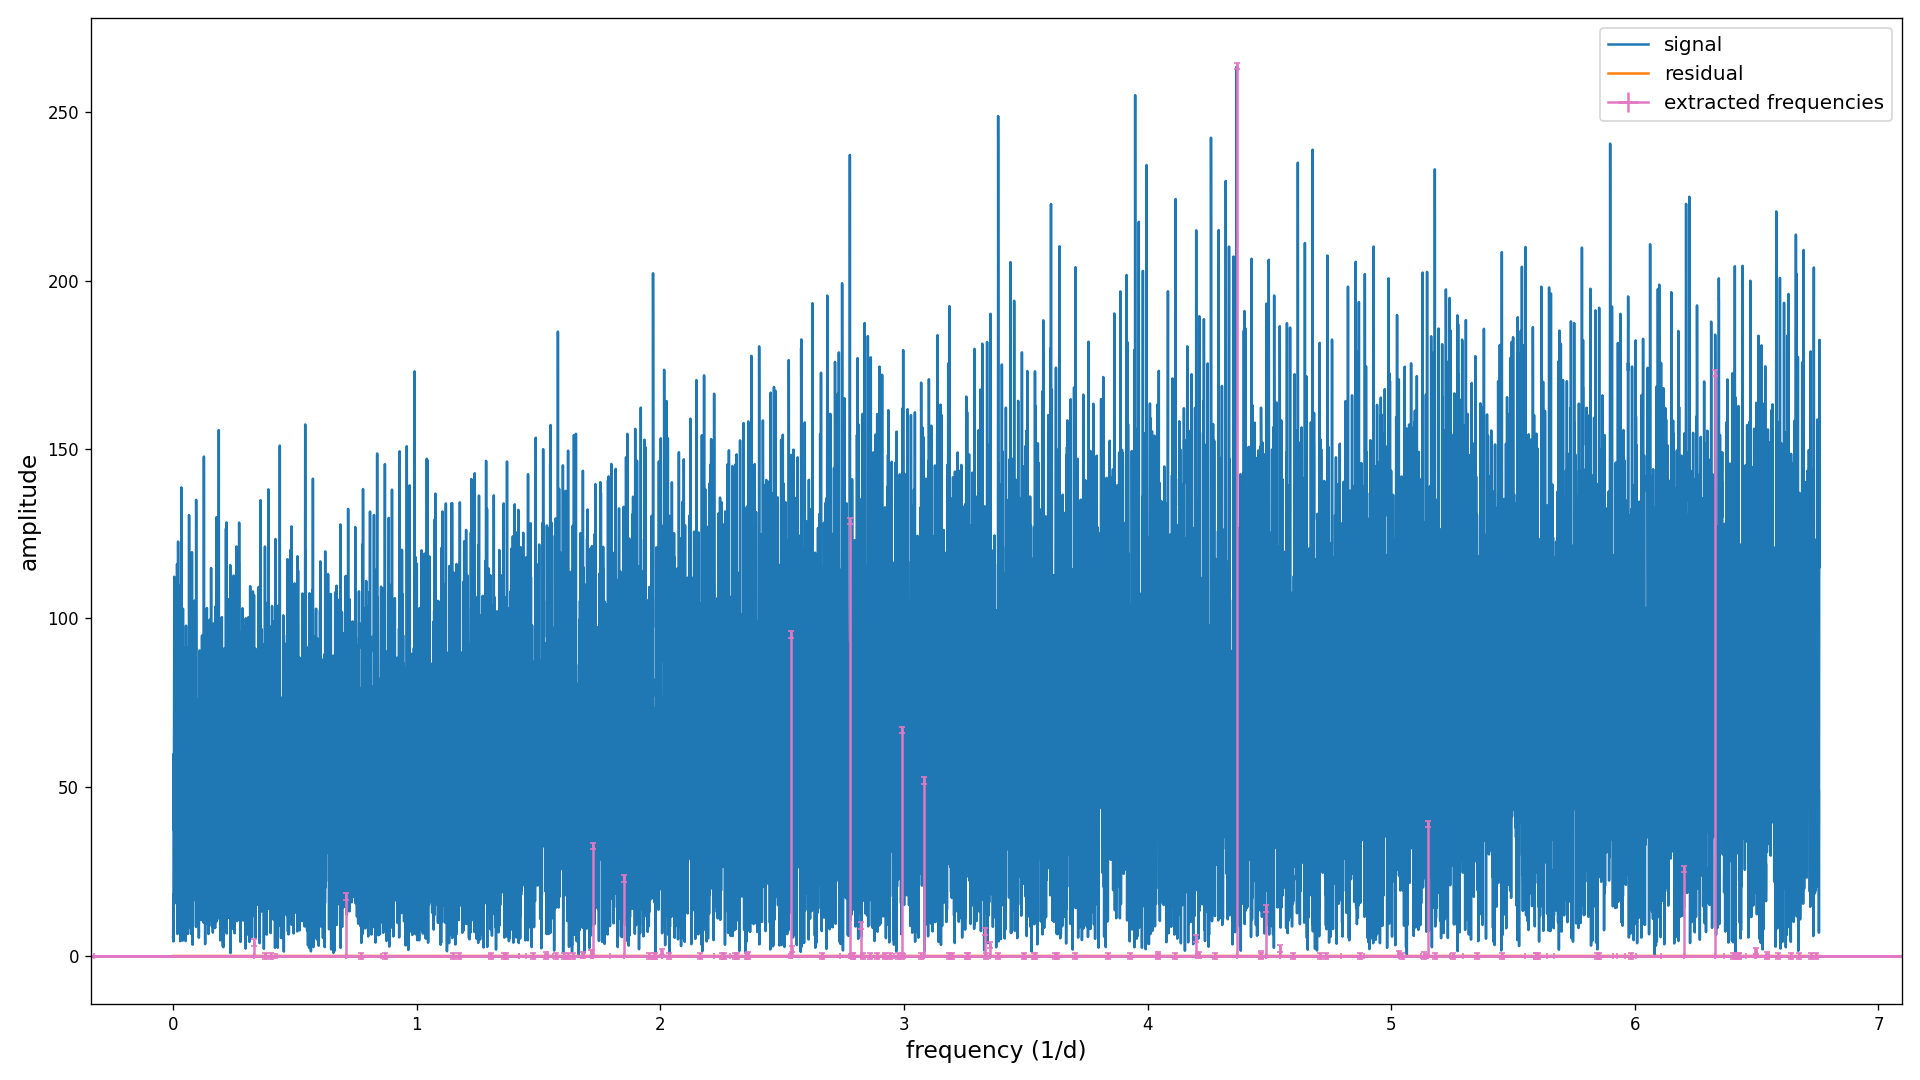 signal
residual
extracted frequencies
amplitude
250
200
150
100
50
0
0 1 2 3 4 5 6 7
frequency (1/d)